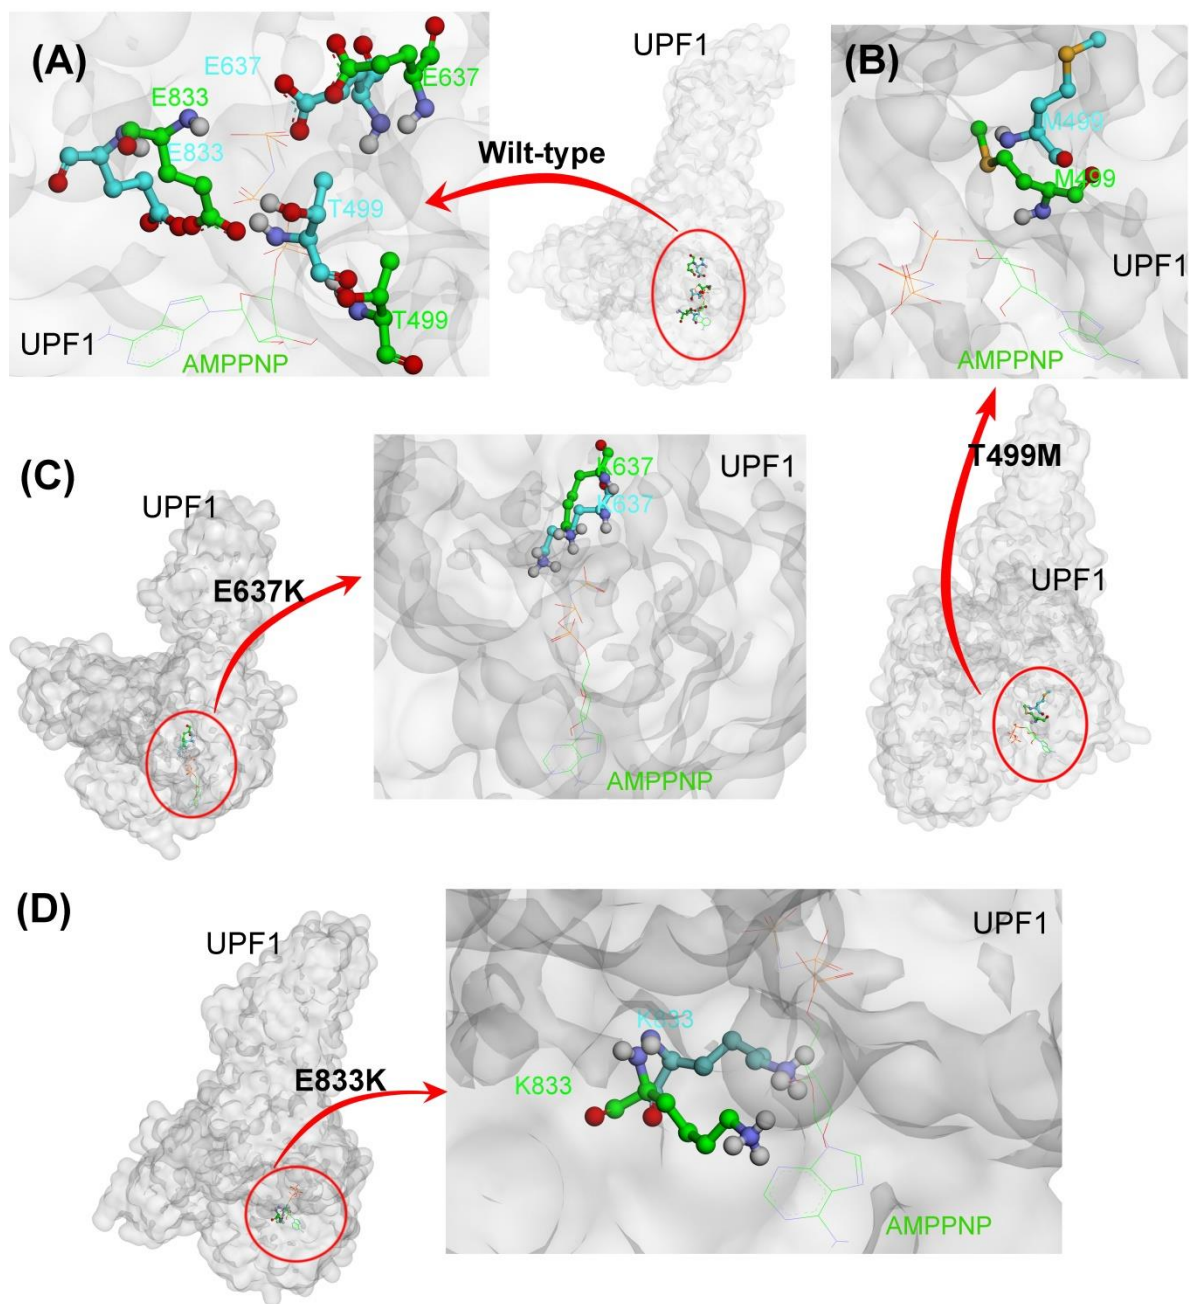 (A)
E637
E637
E833
E833
T499
T499
UPF1
AMPPNP
Wilt-type
UPF1
(B)
M499
M499
UPF1
AMPPNP
T499M
UPF1
(C)
UPF1
E637K
K637
K637
UPF1
AMPPNP
(D)
UPF1
E833K
K833
K833
UPF1
AMPPNP